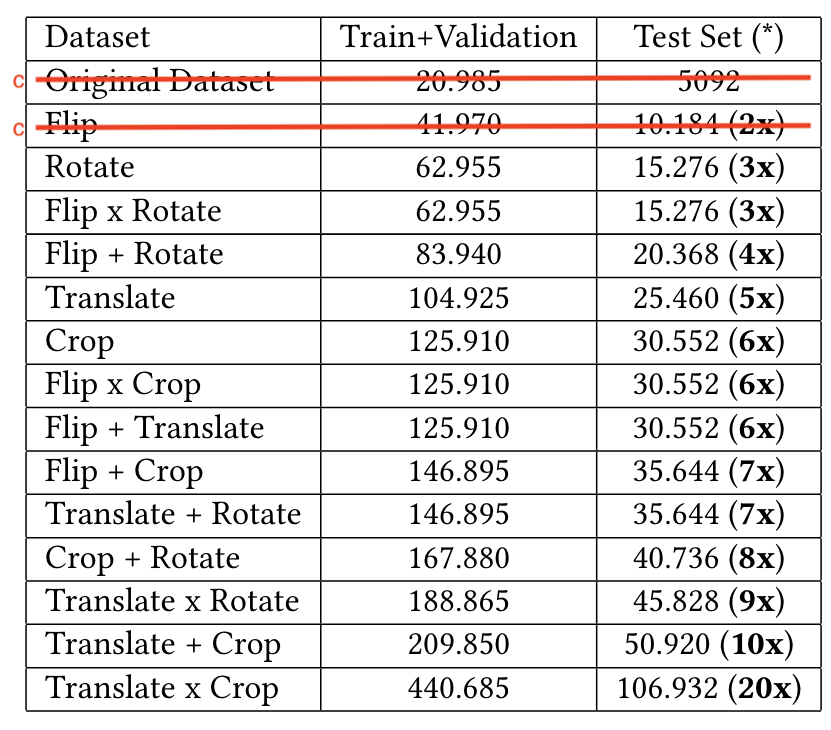 Dataset Train+Validation Test Set (*)
c Original Dataset 20.985 5092
c Flip 41.970 10.184 (2x)
Rotate 62.955 15.276 (3x)
Flip x Rotate 62.955 15.276 (3x)
Flip + Rotate 83.940 20.368 (4x)
Translate 104.925 25.460 (5x)
Crop 125.910 30.552 (6x)
Flip x Crop 125.910 30.552 (6x)
Flip + Translate 125.910 30.552 (6x)
Flip + Crop 146.895 35.644 (7x)
Translate + Rotate 146.895 35.644 (7x)
Crop + Rotate 167.880 40.736 (8x)
Translate x Rotate 188.865 45.828 (9x)
Translate + Crop 209.850 50.920 (10x)
Translate x Crop 440.685 106.932 (20x)